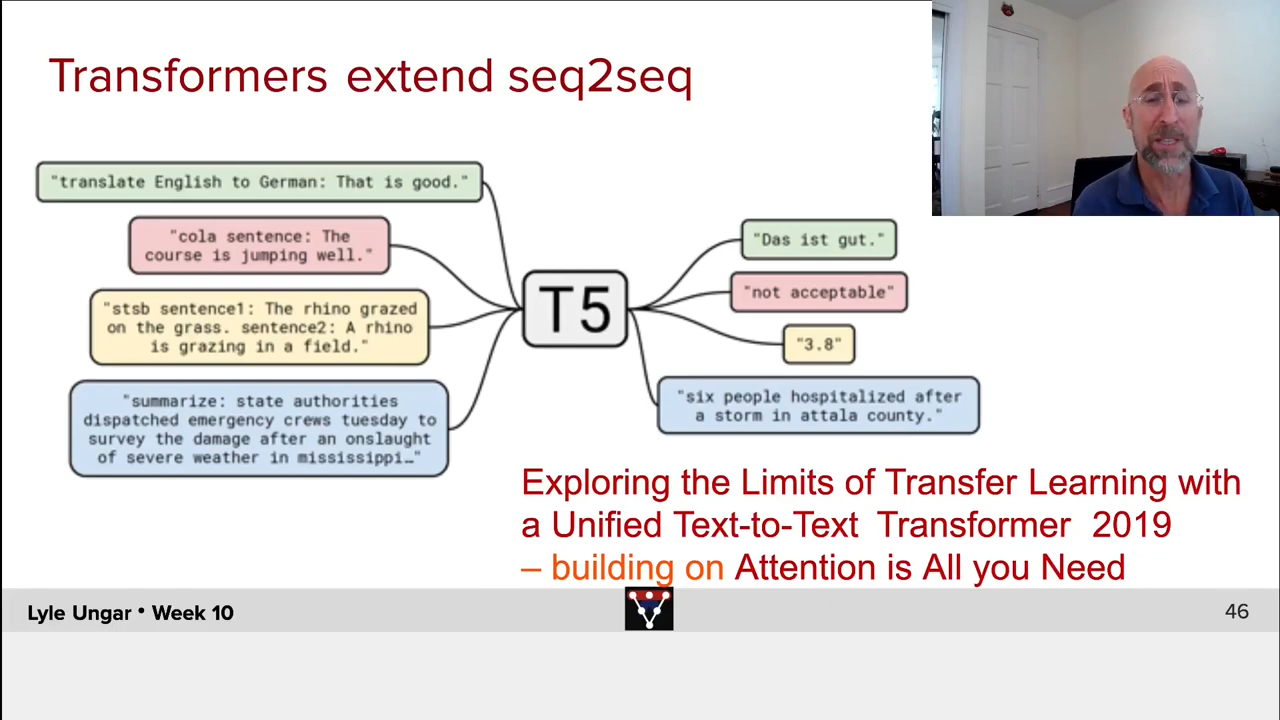 Transformers extend seq2seq
"translate English to German: That is good."
"cola sentence: The
course is jumping well."
"stsb sentence1: The rhino grazed
on the grass. sentence2: A rhino
is grazing in a field."
"summarize: state authorities
dispatched emergency crews tuesday to
survey the damage after an onslaught
of severe weather in mississippi…"
T5
"Das ist gut."
"not acceptable"
"3.8"
"six people hospitalized after
a storm in attala county."
Exploring the Limits of Transfer Learning with
a Unified Text-to-Text Transformer 2019
– building on Attention is All you Need
Lyle Ungar • Week 10
46